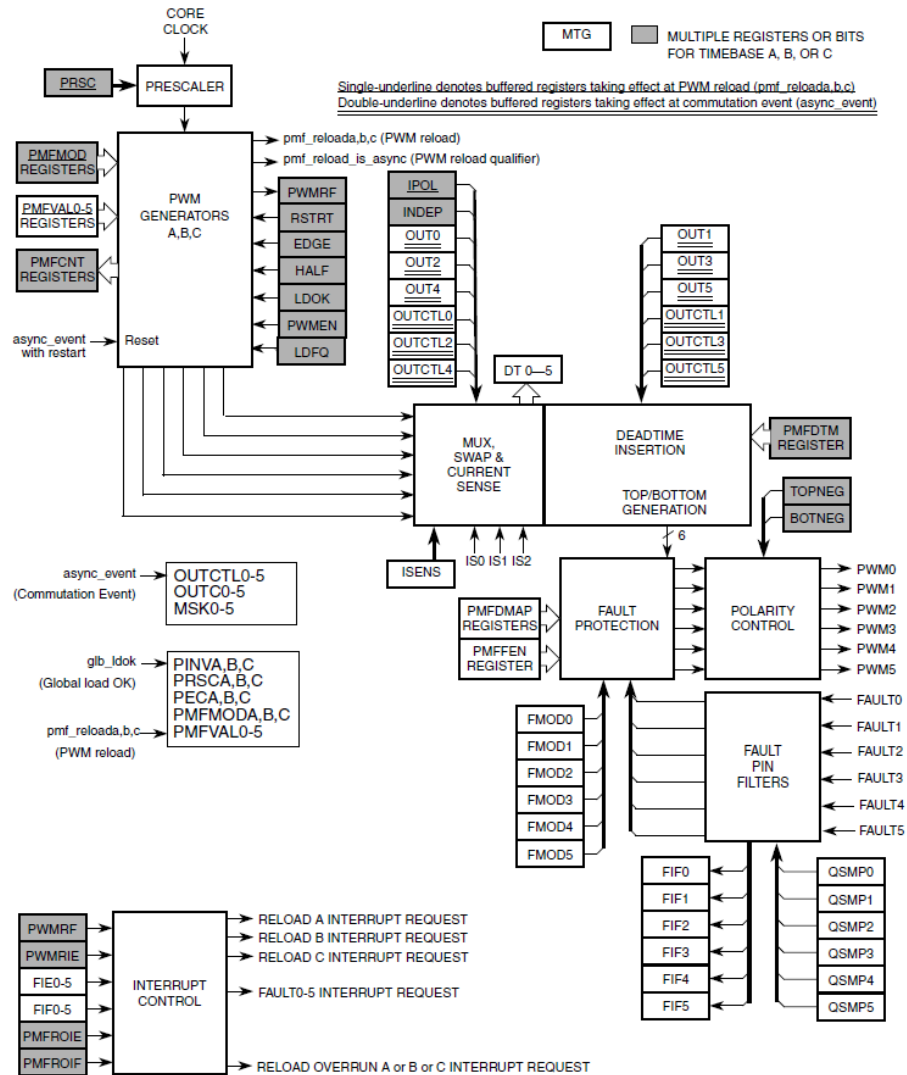 CORE
CLOCK
MTG
MULTIPLE REGISTERS OR BITS
FOR TIMEBASE A, B, OR C
PRSC
PRESCALER
Single-underline denotes buffered registers taking effect at PWM reload (pmf_reloada,b,c)
Double-underline denotes buffered registers taking effect at commutation event (async_event)
pmf_reloada,b,c (PWM reload)
pmf_reload_is_async (PWM reload qualifier)
PMFMOD
REGISTERS
PMFVAL0-5
REGISTERS
PMFCNT
REGISTERS
PWM
GENERATORS
A,B,C
async_event
with restart
Reset
PWMRF
RSTRT
EDGE
HALF
LDOK
PWMEN
LDFQ
IPOL
INDEP
OUT0
OUT2
OUT4
OUTCTL0
OUTCTL2
OUTCTL4
OUT1
OUT3
OUT5
OUTCTL1
OUTCTL3
OUTCTL5
DT 0—5
MUX,
SWAP &
CURRENT
SENSE
DEADTIME
INSERTION
TOP/BOTTOM
GENERATION
PMFDTM
REGISTER
TOPNEG
BOTNEG
6
ISENS
IS0 IS1 IS2
async_event
(Commutation Event)
OUTCTL0-5
OUTC0-5
MSK0-5
PMFDMAP
REGISTERS
PMFFEN
REGISTER
FAULT
PROTECTION
POLARITY
CONTROL
PWM0
PWM1
PWM2
PWM3
PWM4
PWM5
glb_ldok
(Global load OK)
pmf_reloada,b,c
(PWM reload)
PINVA,B,C
PRSCA,B,C
PECA,B,C
PMFMODA,B,C
PMFVAL0-5
FMOD0
FMOD1
FMOD2
FMOD3
FMOD4
FMOD5
FAULT
PIN
FILTERS
FAULT0
FAULT1
FAULT2
FAULT3
FAULT4
FAULT5
FIF0
FIF1
FIF2
FIF3
FIF4
FIF5
QSMP0
QSMP1
QSMP2
QSMP3
QSMP4
QSMP5
PWMRF
PWMRIE
FIE0-5
FIF0-5
PMFROIE
PMFROIF
INTERRUPT
CONTROL
RELOAD A INTERRUPT REQUEST
RELOAD B INTERRUPT REQUEST
RELOAD C INTERRUPT REQUEST
FAULT0-5 INTERRUPT REQUEST
RELOAD OVERRUN A or B or C INTERRUPT REQUEST